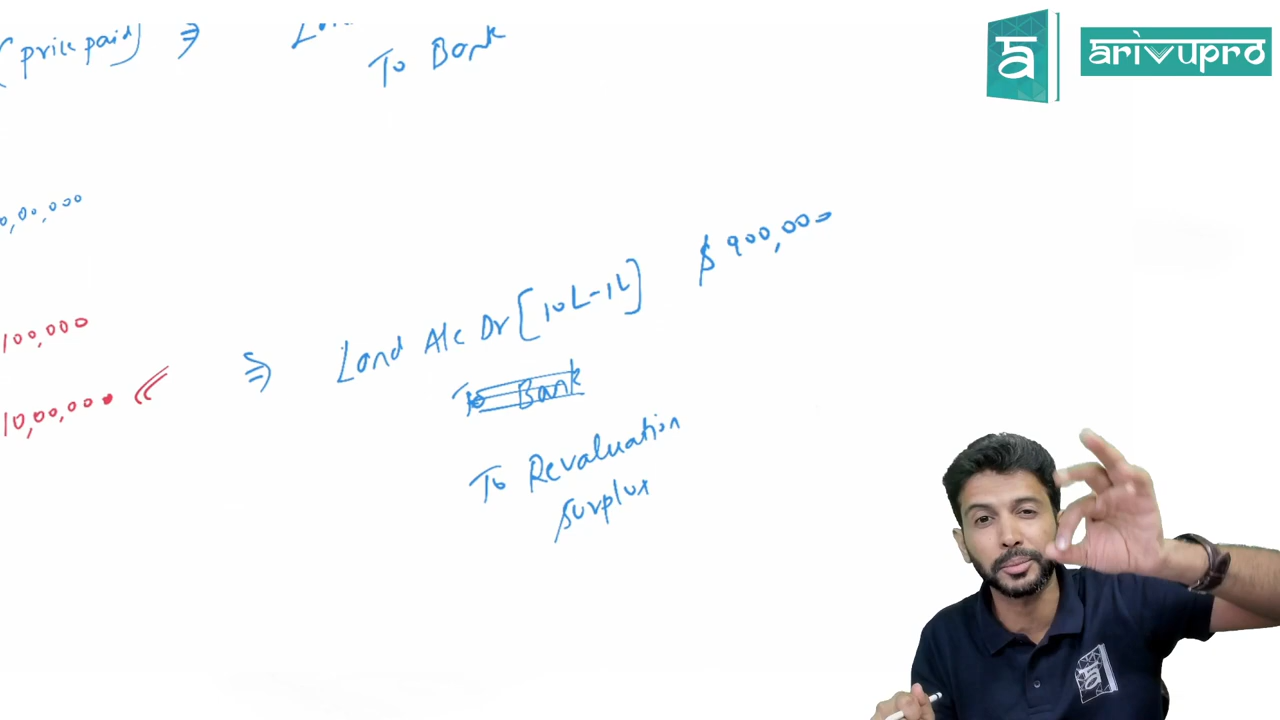 (price paid) ⇒
To Bank
arivupro
0,00,000
$ 900,000
100,000
⇒ Land A/c Dr [10L-1L]
10,00,000
To Bank
To Revaluation
surplus